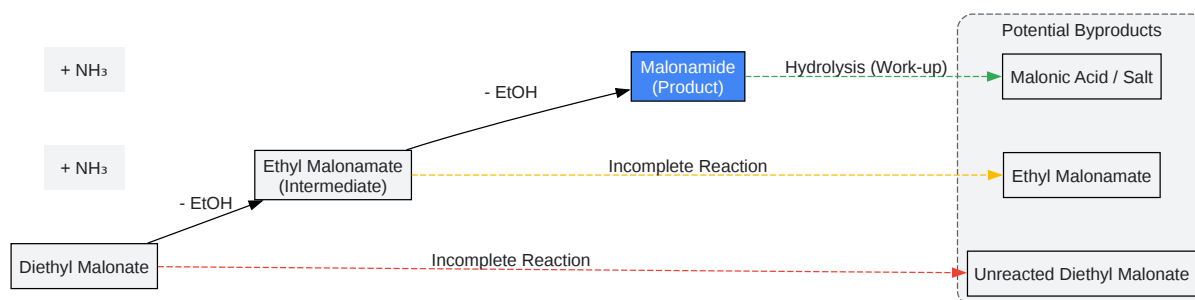 Potential Byproducts
+ NH₃
Malonamide
(Product)
Hydrolysis (Work-up)
Malonic Acid / Salt
- EtOH
+ NH₃
Ethyl Malonamate
(Intermediate)
Incomplete Reaction
Ethyl Malonamate
- EtOH
Diethyl Malonate
Incomplete Reaction
Unreacted Diethyl Malonate